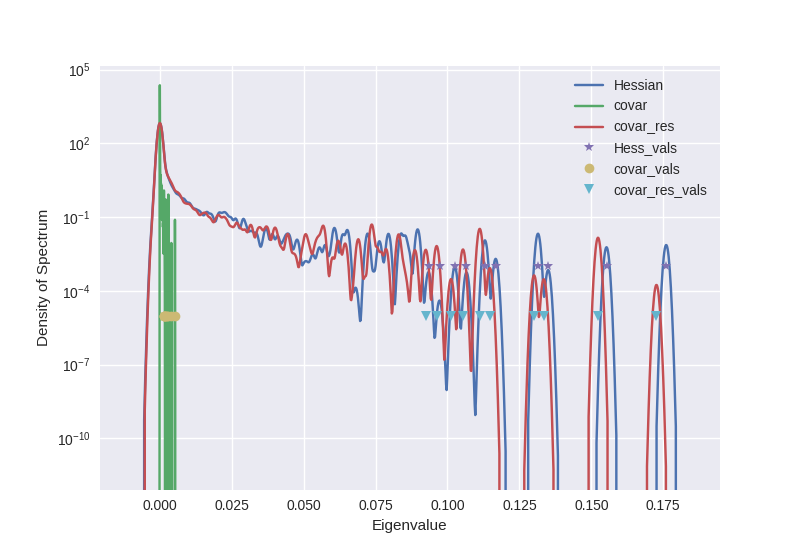 10^5
10^2
10^−1
10^−4
10^−7
10^−10
Density of Spectrum
Hessian
covar
covar_res
Hess_vals
covar_vals
covar_res_vals
0.000 0.025 0.050 0.075 0.100 0.125 0.150 0.175
Eigenvalue